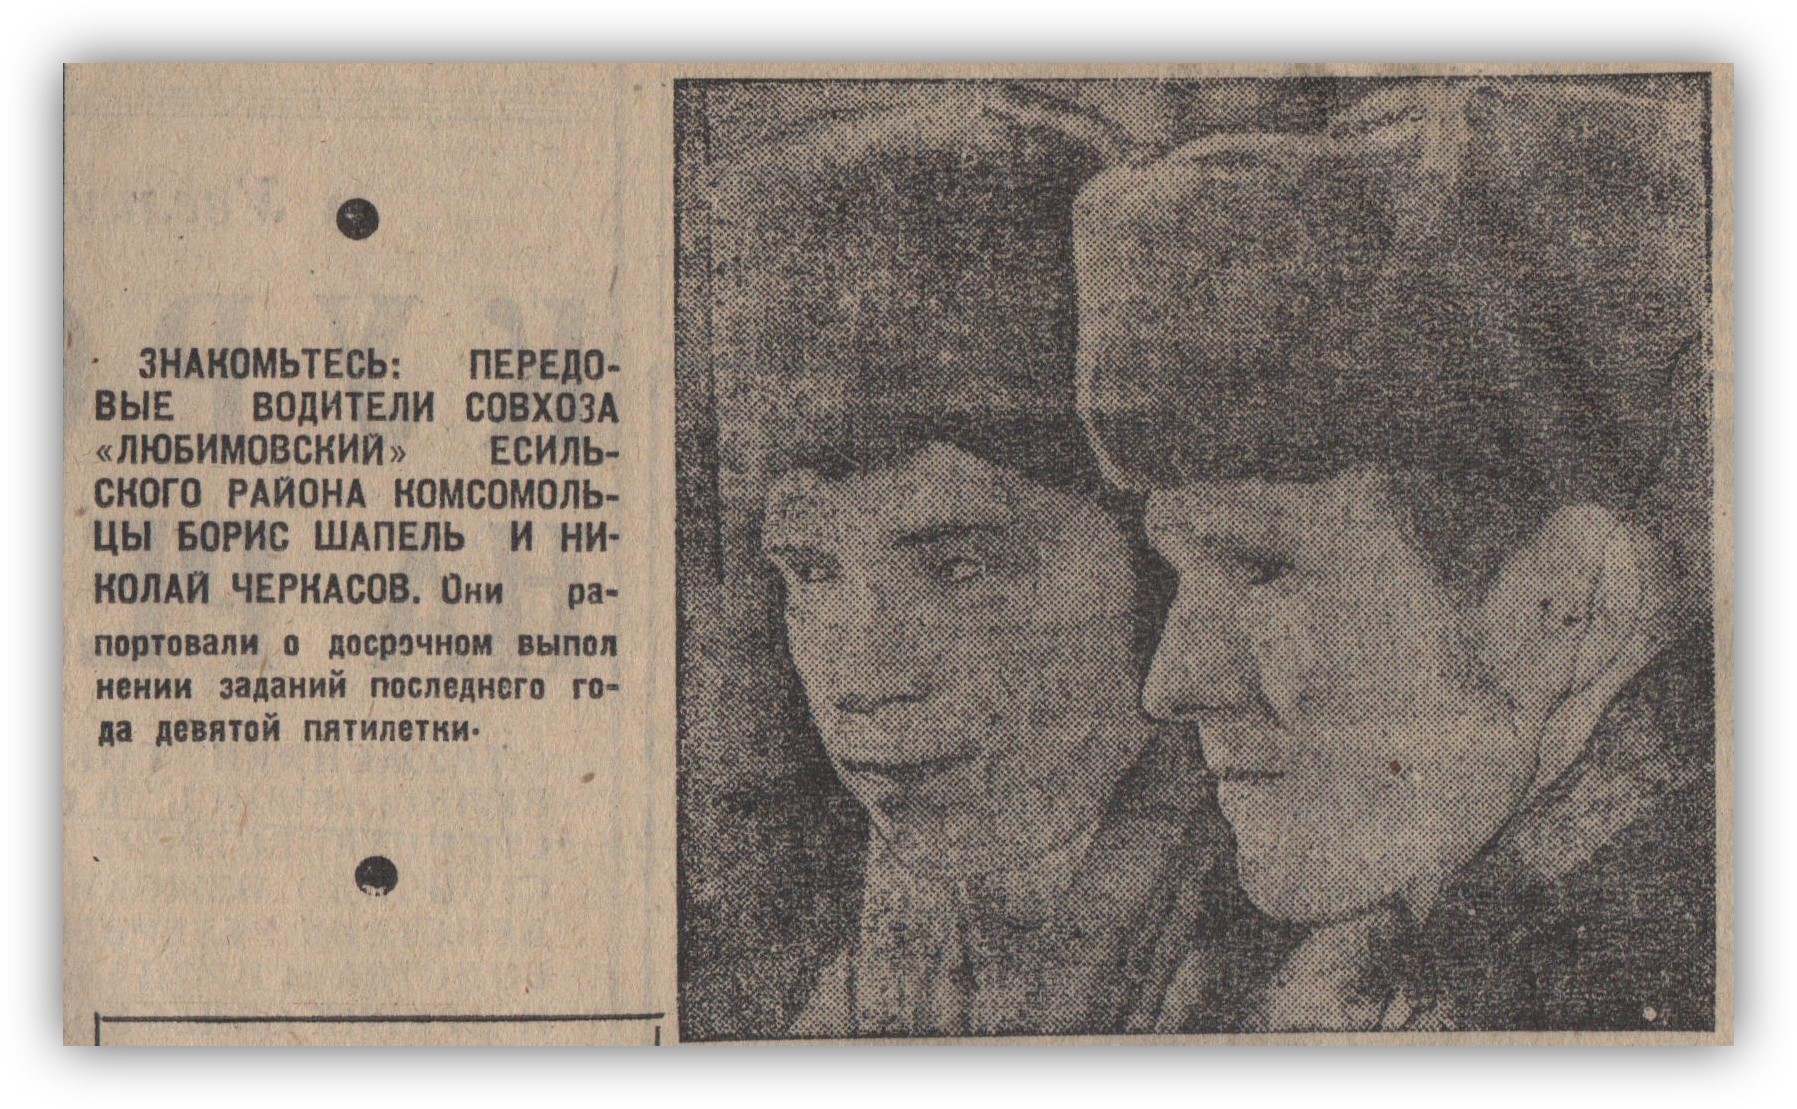 ЗНАКОМЬТЕСЬ: ПЕРЕДО-
ВЫЕ ВОДИТЕЛИ СОВХОЗА
«ЛЮБИМОВСКИЙ» ЕСИЛЬ-
СКОГО РАЙОНА КОМСОМОЛЬ-
ЦЫ БОРИС ШАПЕЛЬ И НИ-
КОЛАЙ ЧЕРКАСОВ. Они ра-
портовали о досрочном выпол
нении заданий последнего го-
да девятой пятилетки.